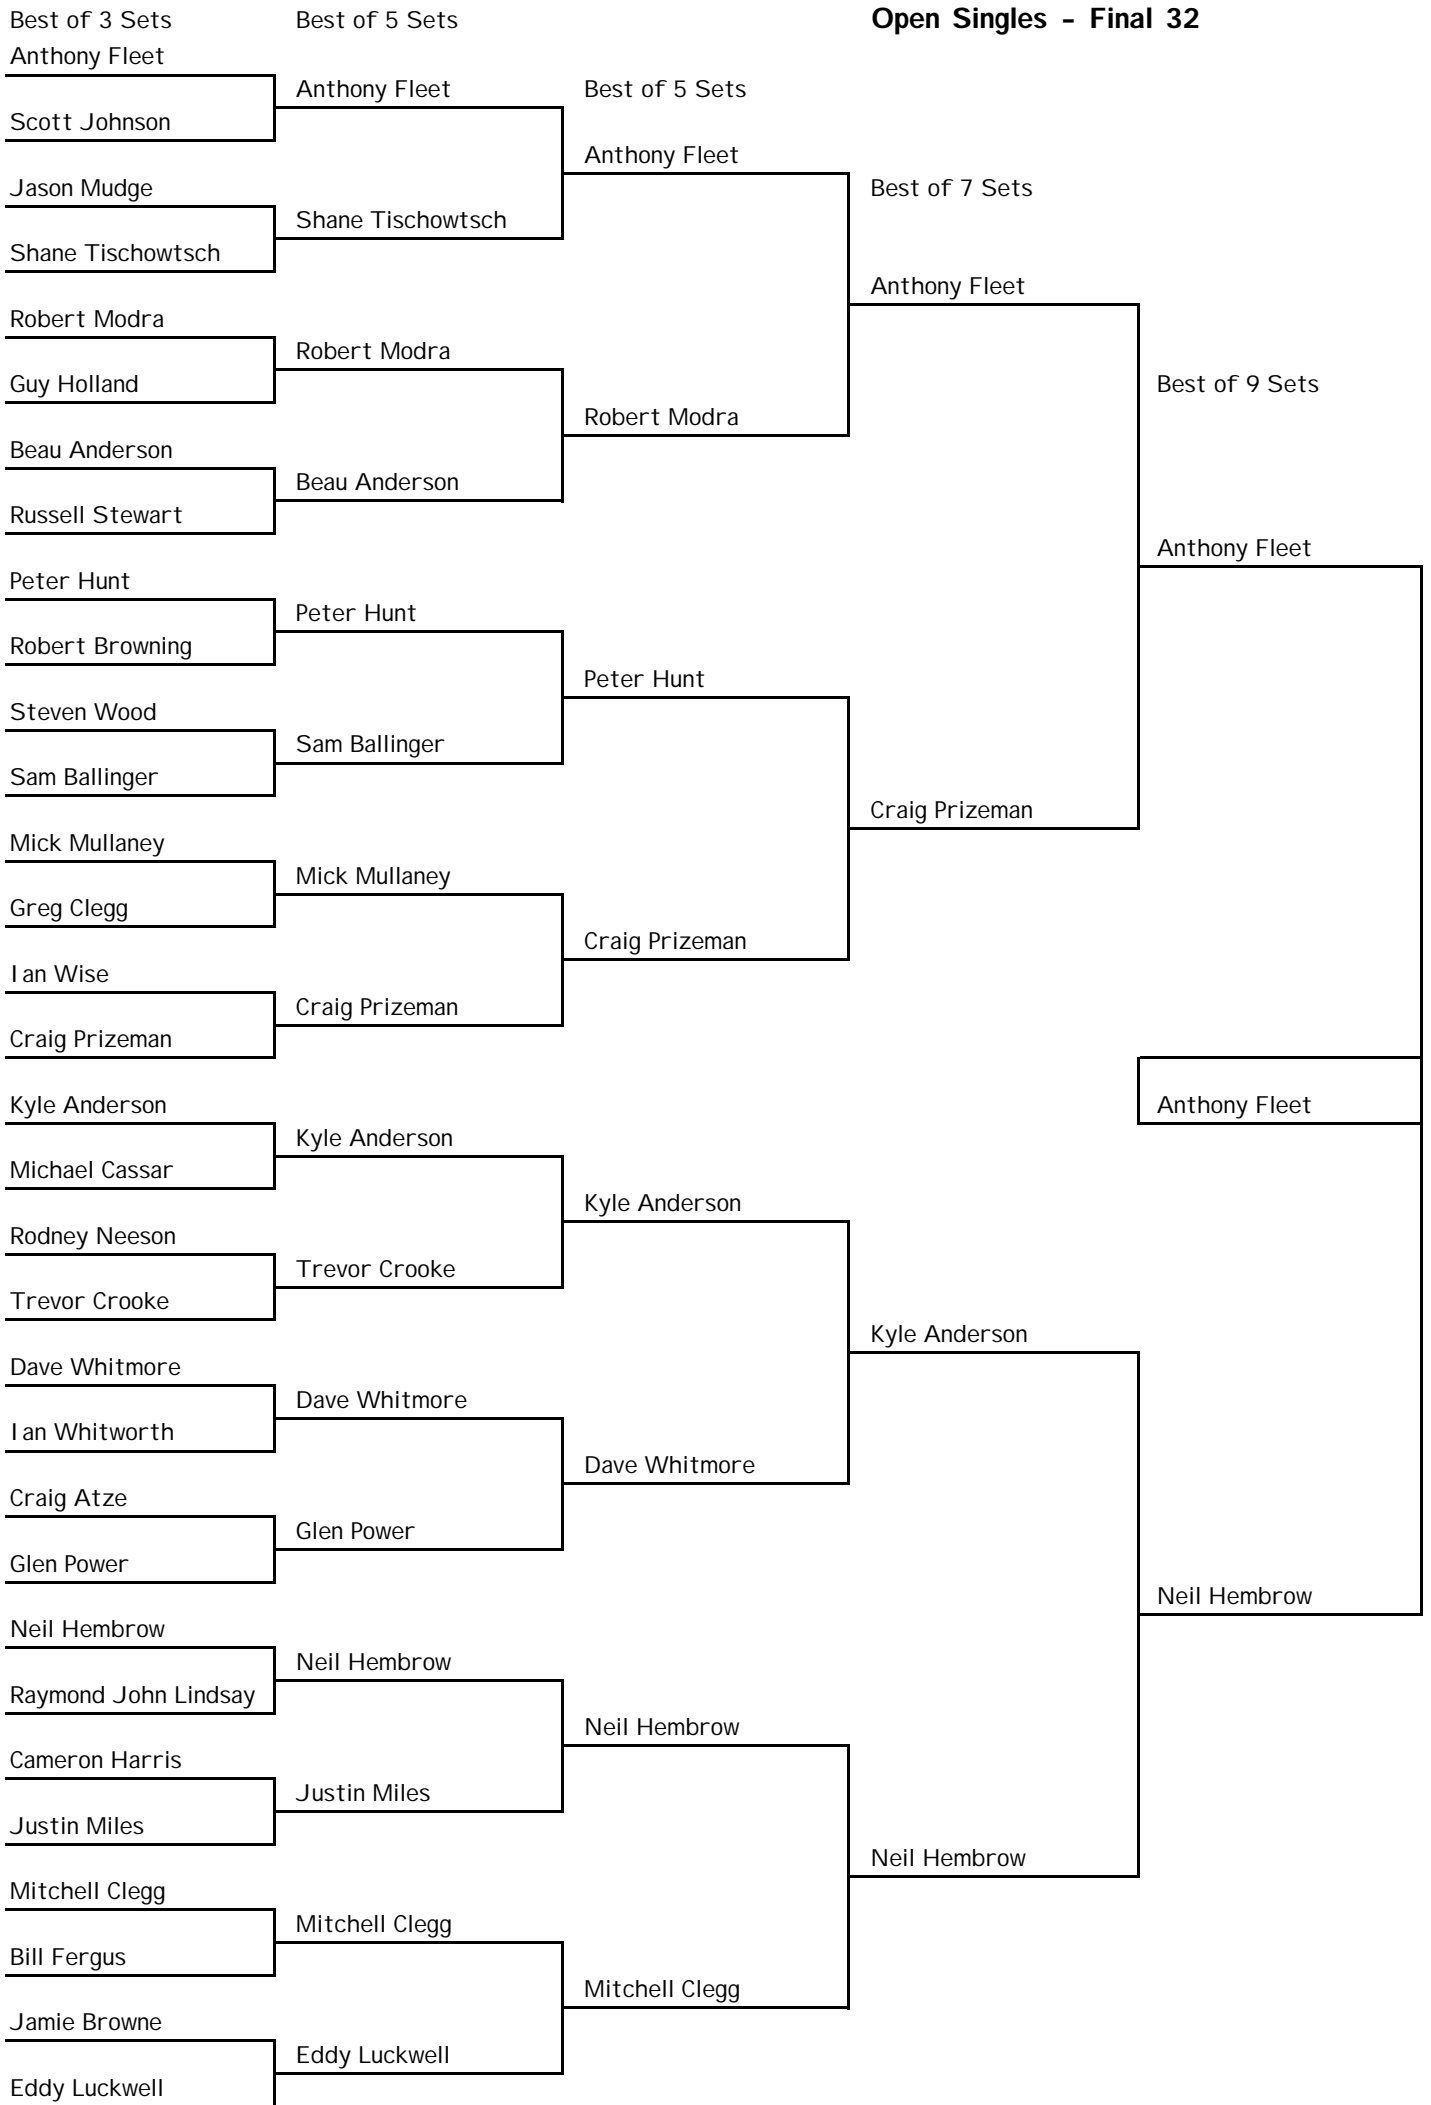 Best of 3 Sets
Best of 5 Sets
Open Singles - Final 32
Anthony Fleet
Anthony Fleet
Best of 5 Sets
Scott Johnson
Anthony Fleet
Jason Mudge
Best of 7 Sets
Shane Tischowtsch
Shane Tischowtsch
Anthony Fleet
Robert Modra
Robert Modra
Guy Holland
Best of 9 Sets
Robert Modra
Beau Anderson
Beau Anderson
Russell Stewart
Anthony Fleet
Peter Hunt
Peter Hunt
Robert Browning
Peter Hunt
Steven Wood
Sam Ballinger
Sam Ballinger
Craig Prizeman
Mick Mullaney
Mick Mullaney
Greg Clegg
Craig Prizeman
Ian Wise
Craig Prizeman
Craig Prizeman
Kyle Anderson
Anthony Fleet
Kyle Anderson
Michael Cassar
Kyle Anderson
Rodney Neeson
Trevor Crooke
Trevor Crooke
Kyle Anderson
Dave Whitmore
Dave Whitmore
Ian Whitworth
Dave Whitmore
Craig Atze
Glen Power
Glen Power
Neil Hembrow
Neil Hembrow
Neil Hembrow
Raymond John Lindsay
Neil Hembrow
Cameron Harris
Justin Miles
Justin Miles
Neil Hembrow
Mitchell Clegg
Mitchell Clegg
Bill Fergus
Mitchell Clegg
Jamie Browne
Eddy Luckwell
Eddy Luckwell